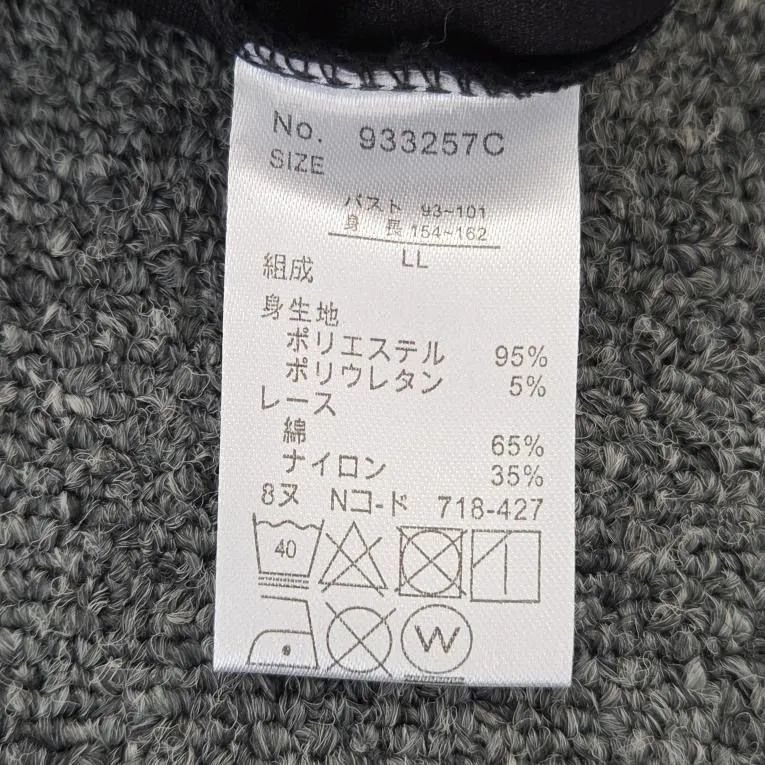 No. 933257C
SIZE
バスト 93~101
身 長 154~162
LL
組成
身生地
ポリエステル 95%
ポリウレタン 5%
レース
綿 65%
ナイロン 35%
8ヌ Nコ-ド 718-427
40
W